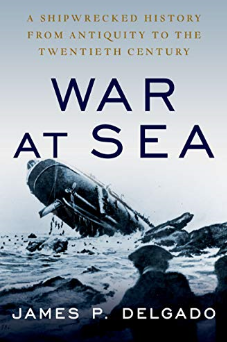 A SHIPWRECKED HISTORY
FROM ANTIQUITY TO THE
TWENTIETH CENTURY
WAR
AT SEA
JAMES P. DELGADO